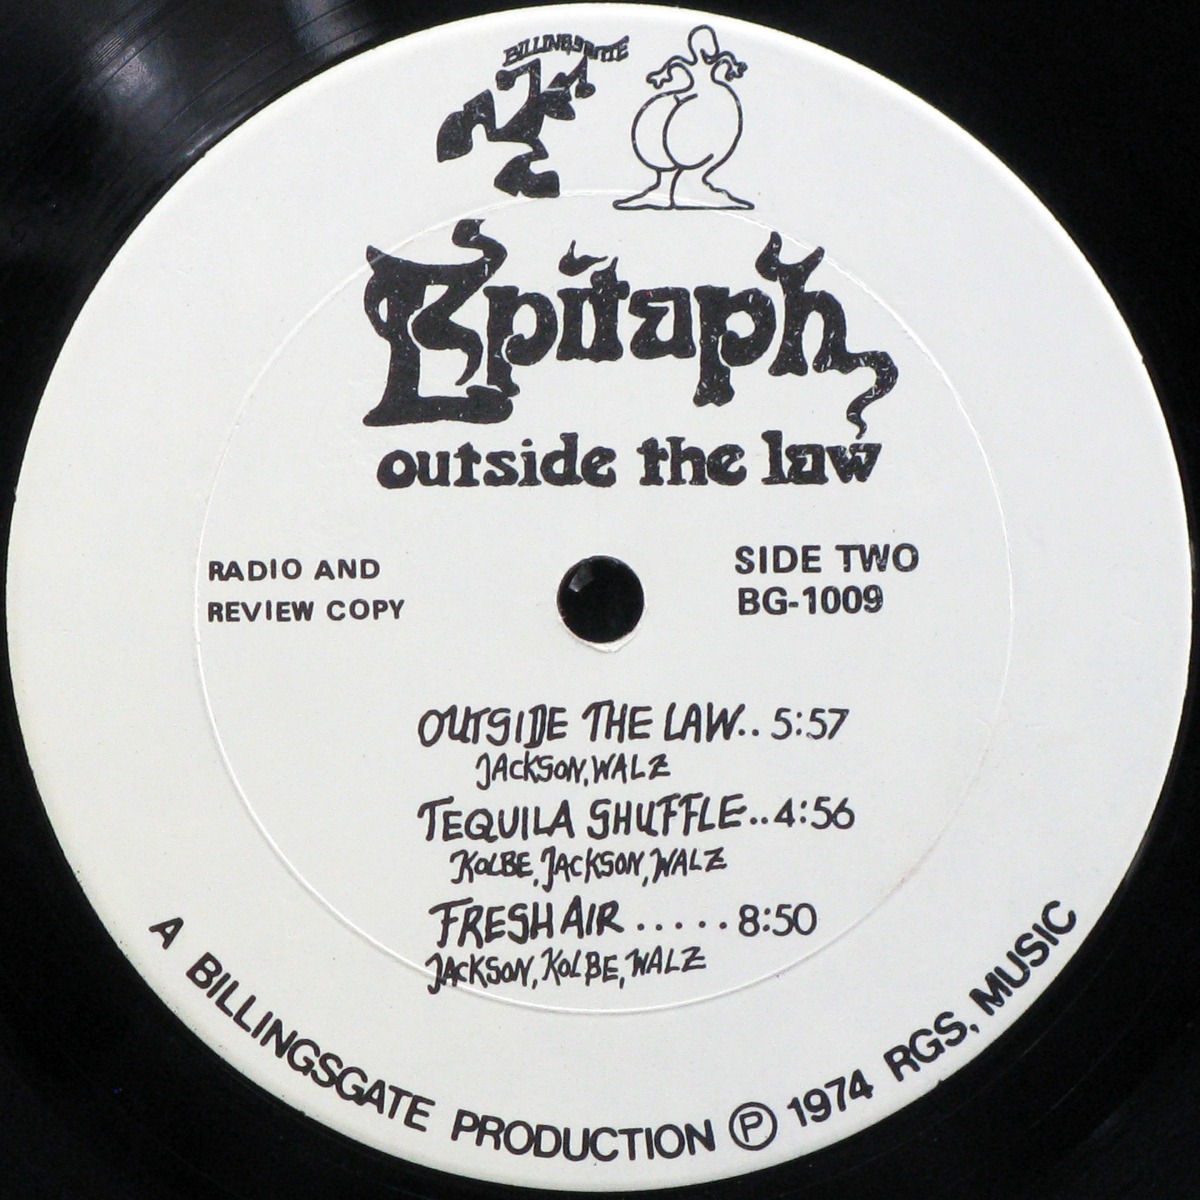 BILLINGSGATE
Epitaph
outside the law
RADIO AND
REVIEW COPY
SIDE TWO
BG-1009
OUTSIDE THE LAW.. 5:57
JACKSON, WALZ
TEQUILA SHUFFLE.. 4:56
KOLBE, JACKSON, WALZ
FRESH AIR ..... 8:50
JACKSON, KOLBE, WALZ
A BILLINGSGATE PRODUCTION Ⓟ 1974 RGS, MUSIC